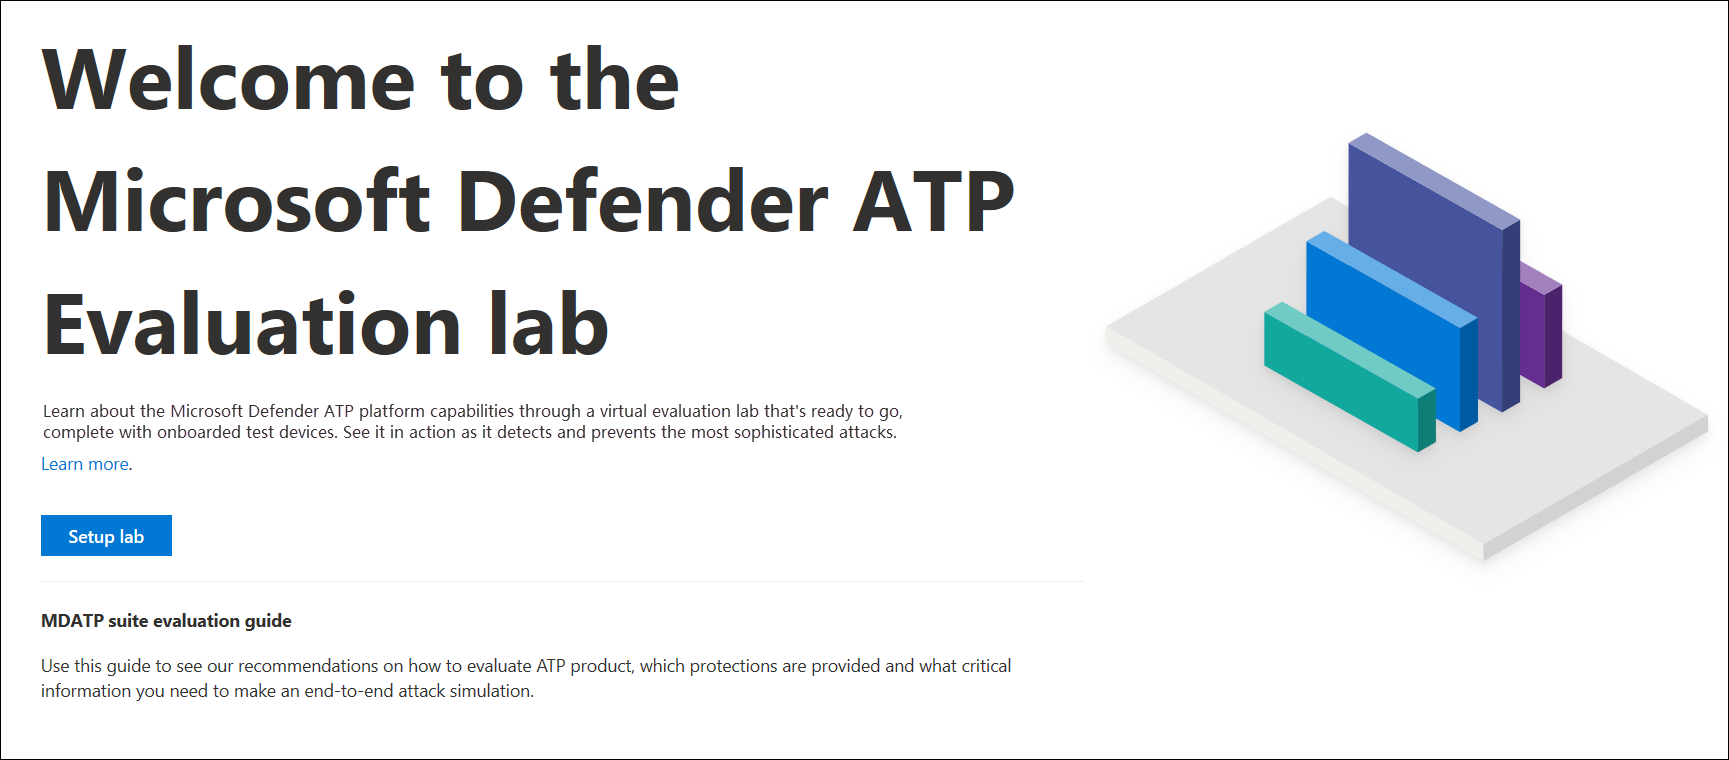 Welcome to the
Microsoft Defender ATP
Evaluation lab
Learn about the Microsoft Defender ATP platform capabilities through a virtual evaluation lab that's ready to go,
complete with onboarded test devices. See it in action as it detects and prevents the most sophisticated attacks.
Learn more.
Setup lab
MDATP suite evaluation guide
Use this guide to see our recommendations on how to evaluate ATP product, which protections are provided and what critical
information you need to make an end-to-end attack simulation.